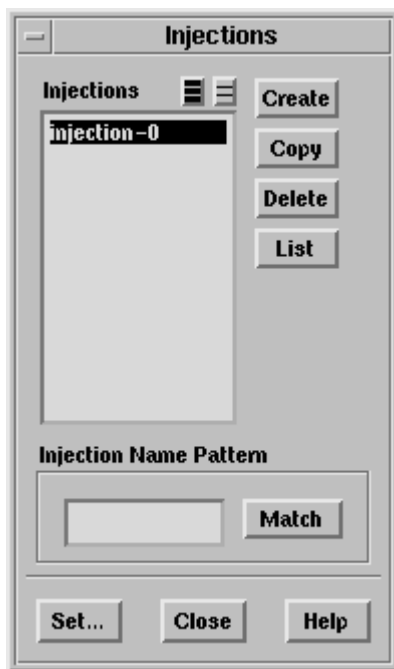 Injections
Injections
Create
injection-0
Copy
Delete
List
Injection Name Pattern
Match
Set...
Close
Help